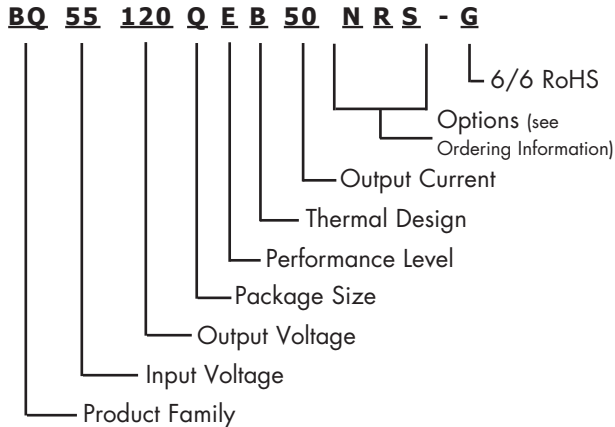 BQ 55 120 Q E B 50 N R S - G
6/6 RoHS
Options (see
Ordering Information)
Output Current
Thermal Design
Performance Level
Package Size
Output Voltage
Input Voltage
Product Family